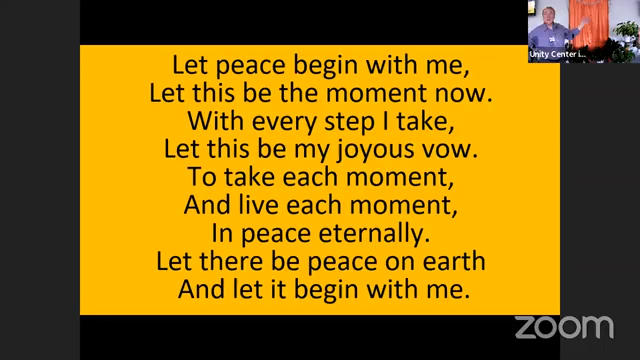 Let peace begin with me,
Let this be the moment now.
With every step I take,
Let this be my joyous vow.
To take each moment,
And live each moment,
In peace eternally.
Let there be peace on earth
And let it begin with me.
Unity Center i...
zoom